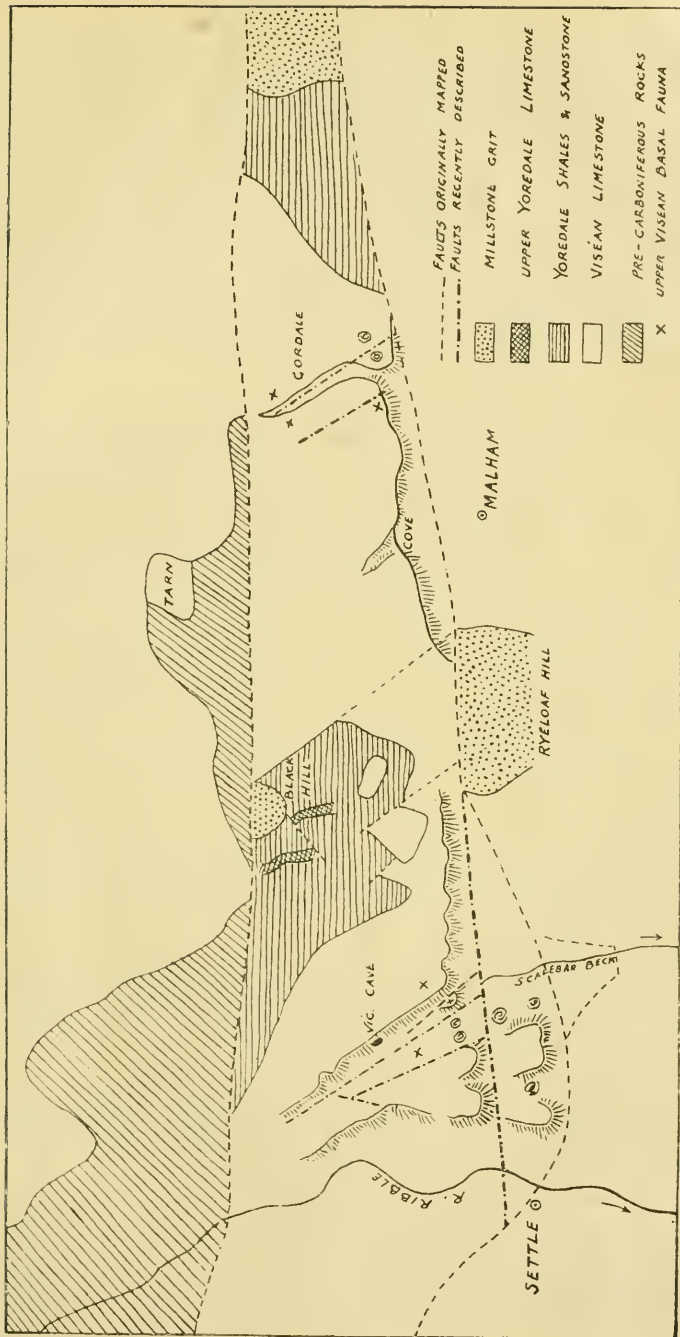 TARN
BLACK
HILL
GORDALE
COVE
MALHAM
RYELOAF HILL
VIC. CAVE
SCALEBAR BECK
R. RIBBLE
SETTLE
FAULTS ORIGINALLY MAPPED
FAULTS RECENTLY DESCRIBED
MILLSTONE GRIT
UPPER YOREDALE LIMESTONE
YOREDALE SHALES & SANDSTONE
VISÉAN LIMESTONE
PRE-CARBONIFEROUS ROCKS
X UPPER VISEAN BASAL FAUNA